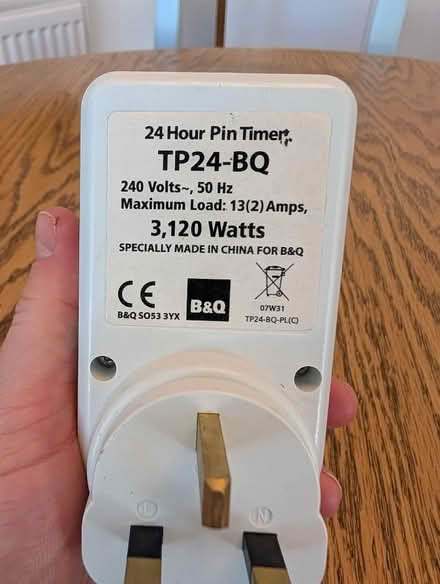 24 Hour Pin Timer
TP24-BQ
240 Volts~, 50 Hz
Maximum Load: 13(2) Amps,
3,120 Watts
SPECIALLY MADE IN CHINA FOR B&Q
CE
B&Q SO53 3YX
B&Q
07W31
TP24-BQ-PL(C)
L N